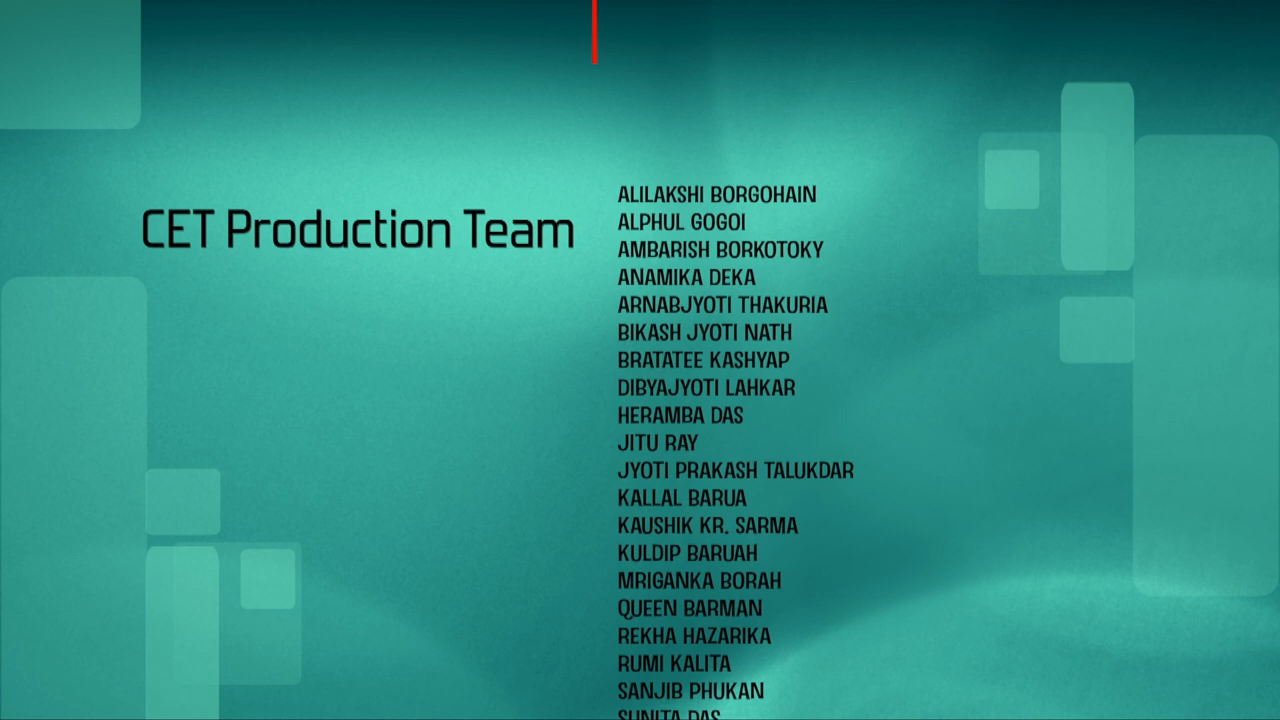 CET Production Team
ALILAKSHI BORGOHAIN
ALPHUL GOGOI
AMBARISH BORKOTOKY
ANAMIKA DEKA
ARNABJYOTI THAKURIA
BIKASH JYOTI NATH
BRATATEE KASHYAP
DIBYAJYOTI LAHKAR
HERAMBA DAS
JITU RAY
JYOTI PRAKASH TALUKDAR
KALLAL BARUA
KAUSHIK KR. SARMA
KULDIP BARUAH
MRIGANKA BORAH
QUEEN BARMAN
REKHA HAZARIKA
RUMI KALITA
SANJIB PHUKAN
SUNITA DAS